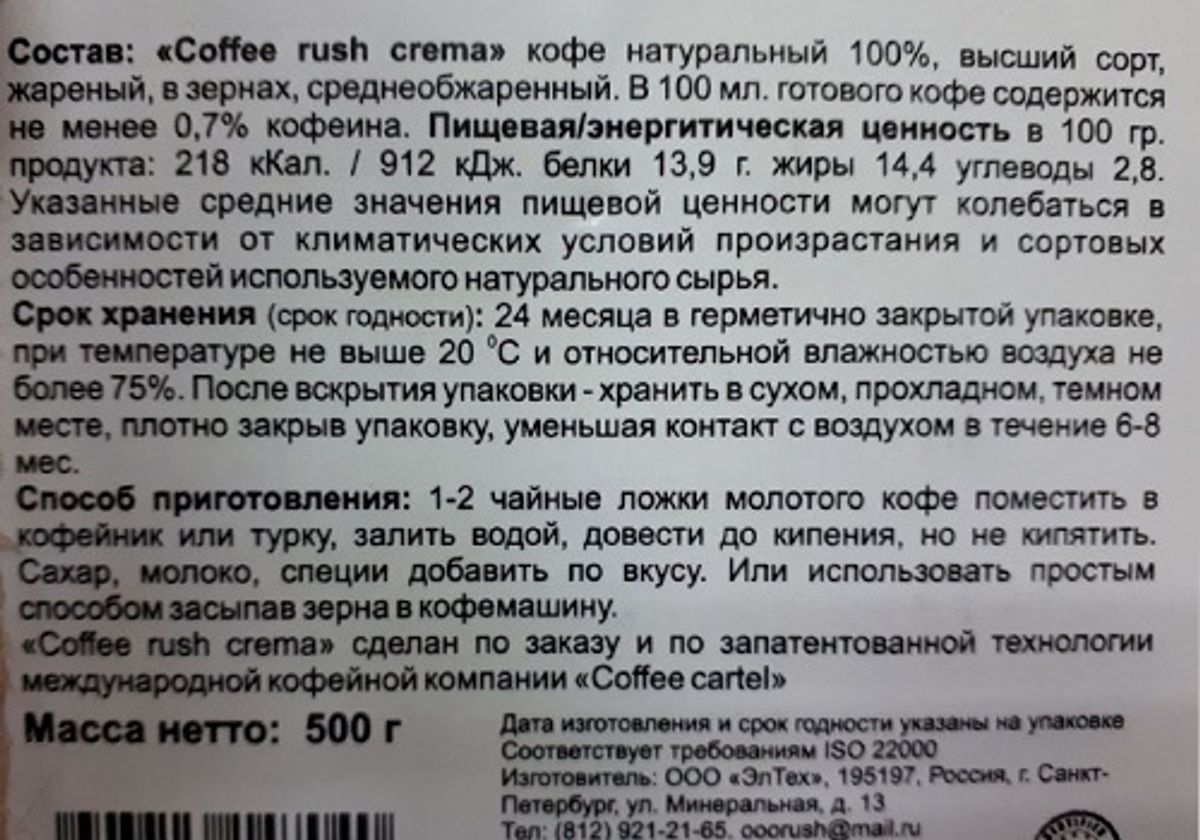 Состав: «Coffee rush crema» кофе натуральный 100%, высший сорт,
жареный, в зернах, среднеобжаренный. В 100 мл. готового кофе содержится
не менее 0,7% кофеина. Пищевая/энергитическая ценность в 100 гр.
продукта: 218 кКал. / 912 кДж. белки 13,9 г. жиры 14,4 углеводы 2,8.
Указанные средние значения пищевой ценности могут колебаться в
зависимости от климатических условий произрастания и сортовых
особенностей используемого натурального сырья.
Срок хранения (срок годности): 24 месяца в герметично закрытой упаковке,
при температуре не выше 20 ⁰С и относительной влажностью воздуха не
более 75%. После вскрытия упаковки - хранить в сухом, прохладном, темном
месте, плотно закрыв упаковку, уменьшая контакт с воздухом в течение 6-8
мес.
Способ приготовления: 1-2 чайные ложки молотого кофе поместить в
кофейник или турку, залить водой, довести до кипения, но не кипятить.
Сахар, молоко, специи добавить по вкусу. Или использовать простым
способом засыпав зерна в кофемашину.
«Coffee rush crema» сделан по заказу и по запатентованной технологии
международной кофейной компании «Coffee cartel»
Масса нетто: 500 г
Дата изготовления и срок годности указаны на упаковке
Соответствует требованиям ISO 22000
Изготовитель: ООО «ЭлТех», 195197, Россия, г. Санкт-
Петербург, ул. Минеральная, д. 13
Тел: (812) 921-21-65, ooorush@mail.ru